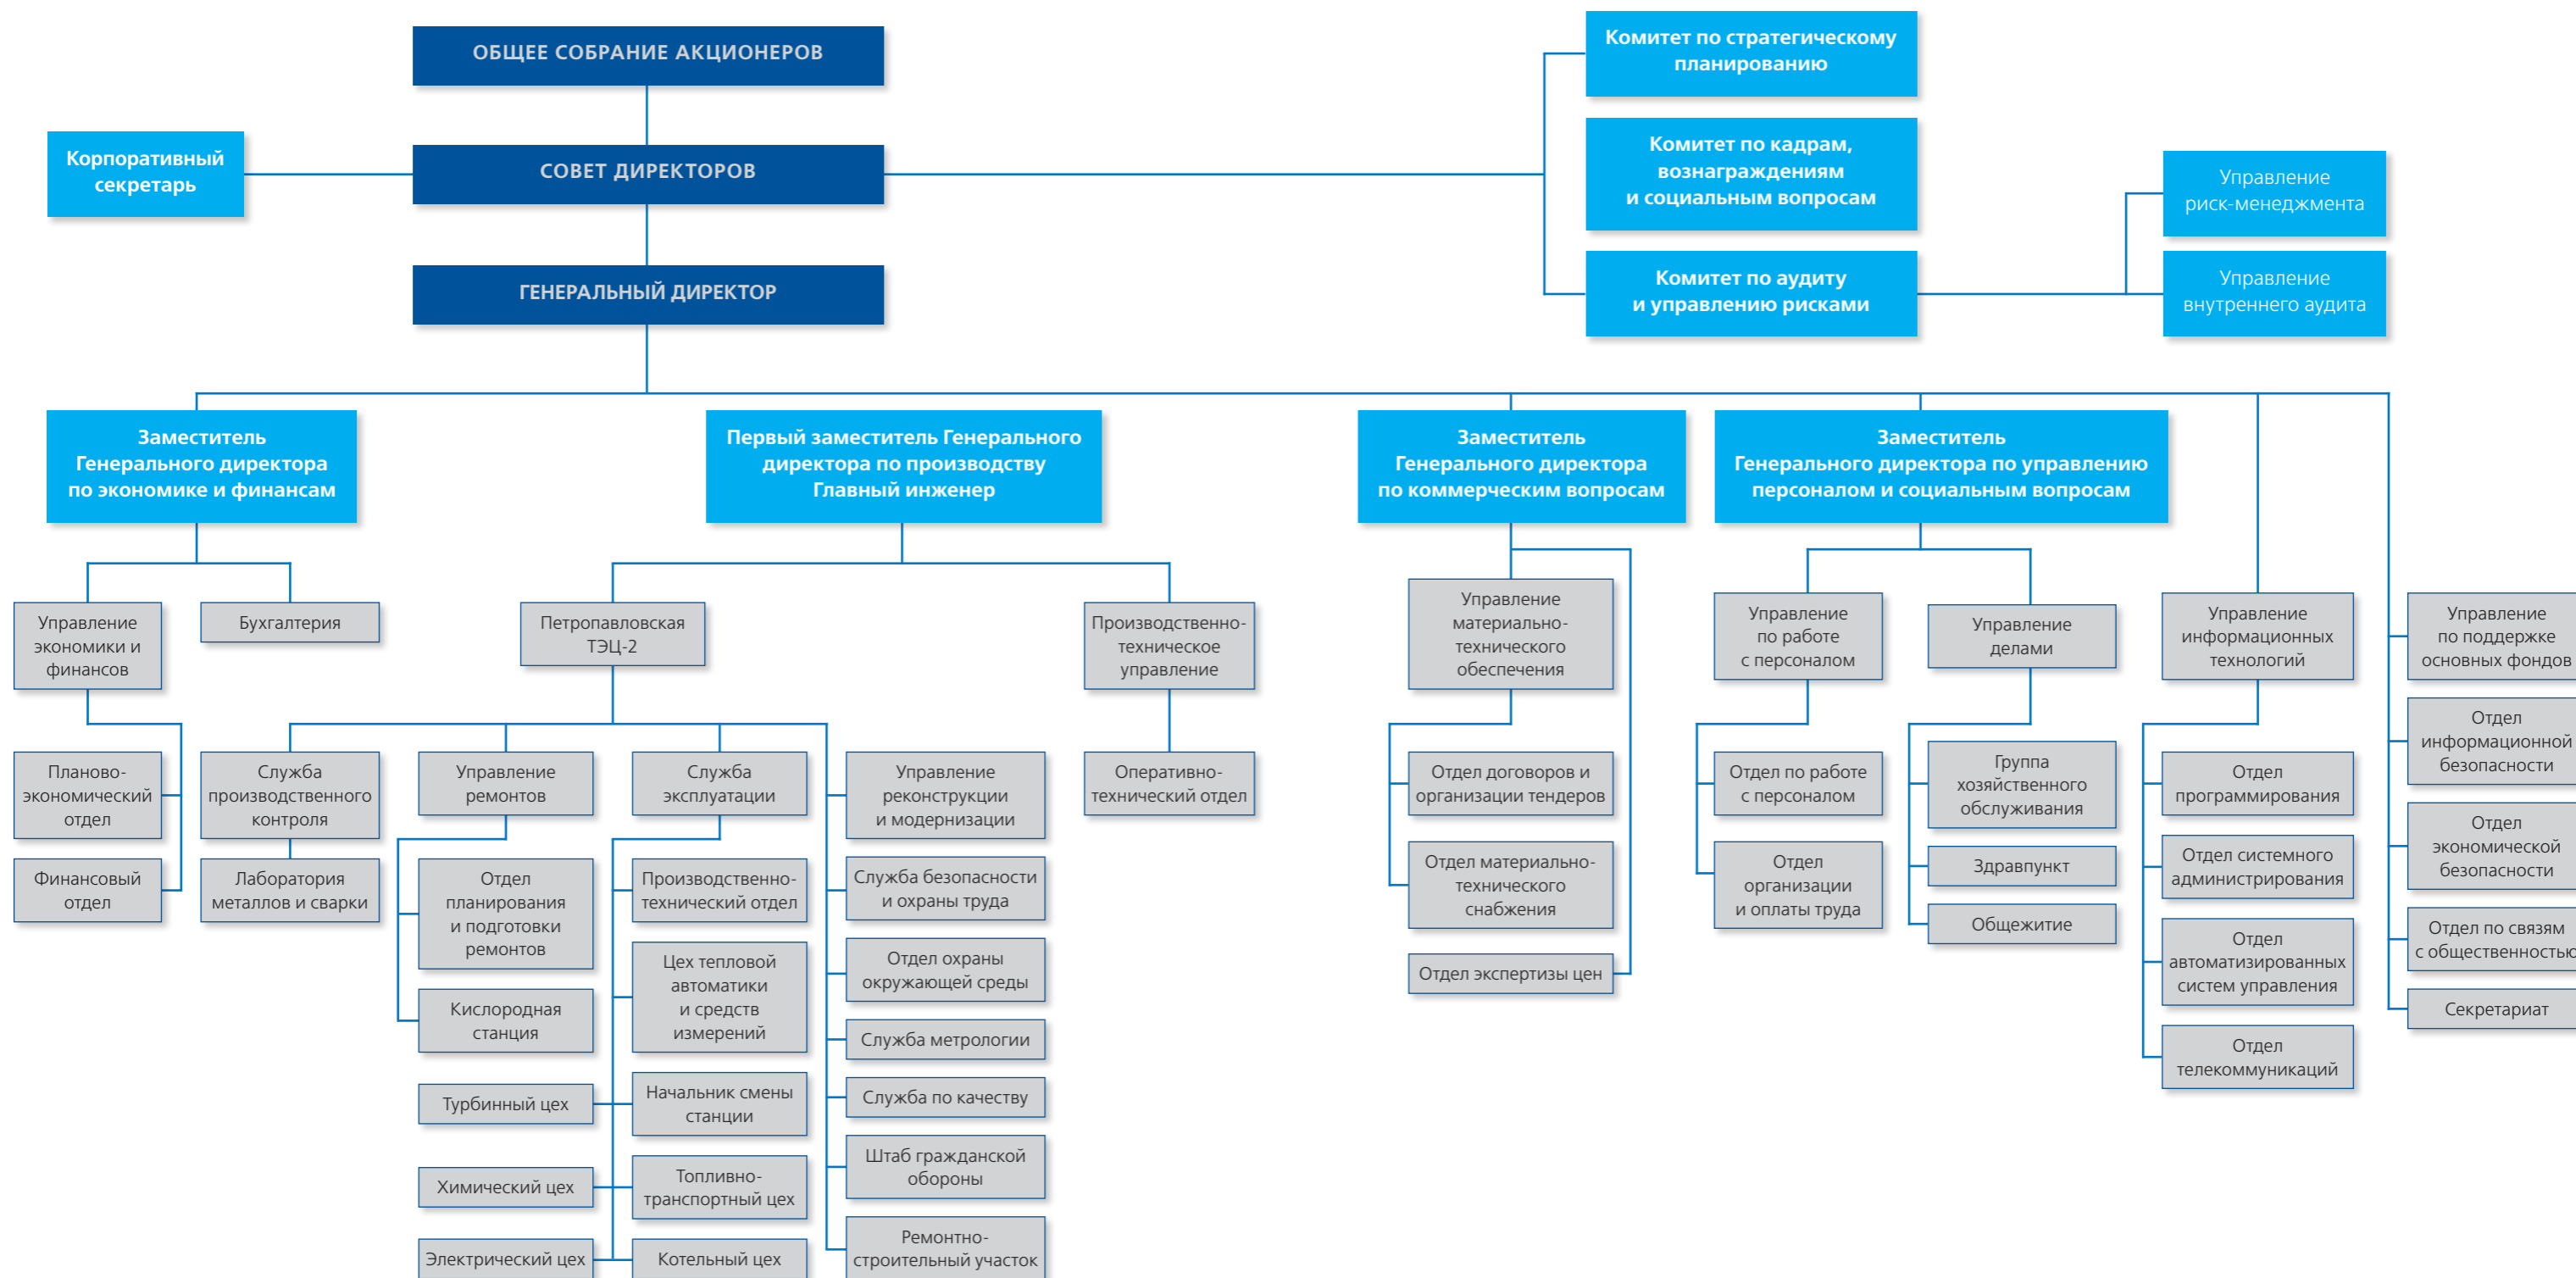 ОБЩЕЕ СОБРАНИЕ АКЦИОНЕРОВ
Комитет по стратегическому
планированию
Корпоративный
секретарь
СОВЕТ ДИРЕКТОРОВ
Комитет по кадрам,
вознаграждениям
и социальным вопросам
Управление
риск-менеджмента
ГЕНЕРАЛЬНЫЙ ДИРЕКТОР
Комитет по аудиту
и управлению рисками
Управление
внутреннего аудита
Заместитель
Генерального директора
по экономике и финансам
Первый заместитель Генерального
директора по производству
Главный инженер
Заместитель
Генерального директора
по коммерческим вопросам
Заместитель
Генерального директора по управлению
персоналом и социальным вопросам
Управление
экономики и
финансов
Бухгалтерия
Петропавловская
ТЭЦ-2
Производственно-
техническое
управление
Управление
материально-
технического
обеспечения
Управление
по работе
с персоналом
Управление
делами
Управление
информационных
технологий
Управление
по поддержке
основных фондов
Планово-
экономический
отдел
Финансовый
отдел
Служба
производственного
контроля
Лаборатория
металлов и сварки
Управление
ремонтов
Отдел
планирования
и подготовки
ремонтов
Кислородная
станция
Турбинный цех
Химический цех
Электрический цех
Служба
эксплуатации
Производственно-
технический отдел
Цех тепловой
автоматики
и средств
измерений
Начальник смены
станции
Топливно-
транспортный цех
Котельный цех
Управление
реконструкции
и модернизации
Служба безопасности
и охраны труда
Отдел охраны
окружающей среды
Служба метрологии
Служба по качеству
Штаб гражданской
обороны
Ремонтно-
строительный участок
Оперативно-
технический отдел
Отдел договоров и
организации тендеров
Отдел материально-
технического
снабжения
Отдел экспертизы цен
Отдел по работе
с персоналом
Отдел
организации
и оплаты труда
Группа
хозяйственного
обслуживания
Здравпункт
Общежитие
Отдел
программирования
Отдел системного
администрирования
Отдел
автоматизированных
систем управления
Отдел
телекоммуникаций
Отдел
информационной
безопасности
Отдел
экономической
безопасности
Отдел по связям
с общественностью
Секретариат